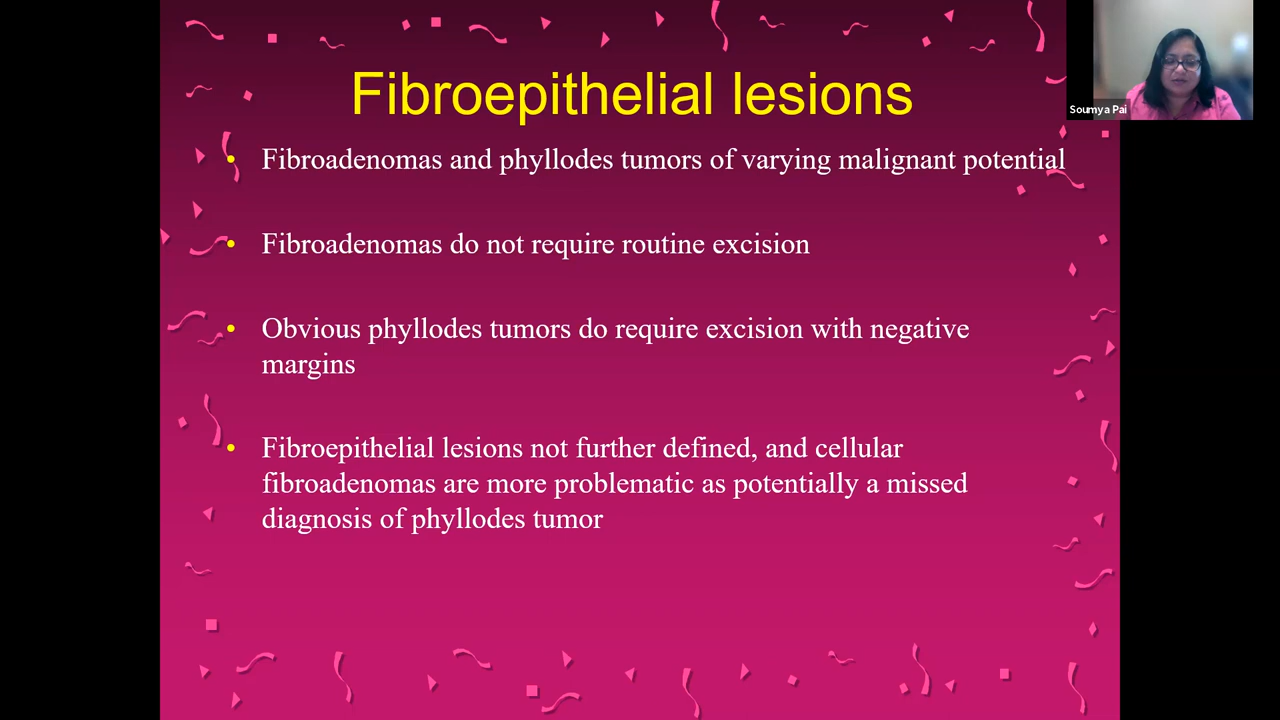 Fibroepithelial lesions
Soumya Pai
• Fibroadenomas and phyllodes tumors of varying malignant potential
• Fibroadenomas do not require routine excision
• Obvious phyllodes tumors do require excision with negative
margins
• Fibroepithelial lesions not further defined, and cellular
fibroadenomas are more problematic as potentially a missed
diagnosis of phyllodes tumor